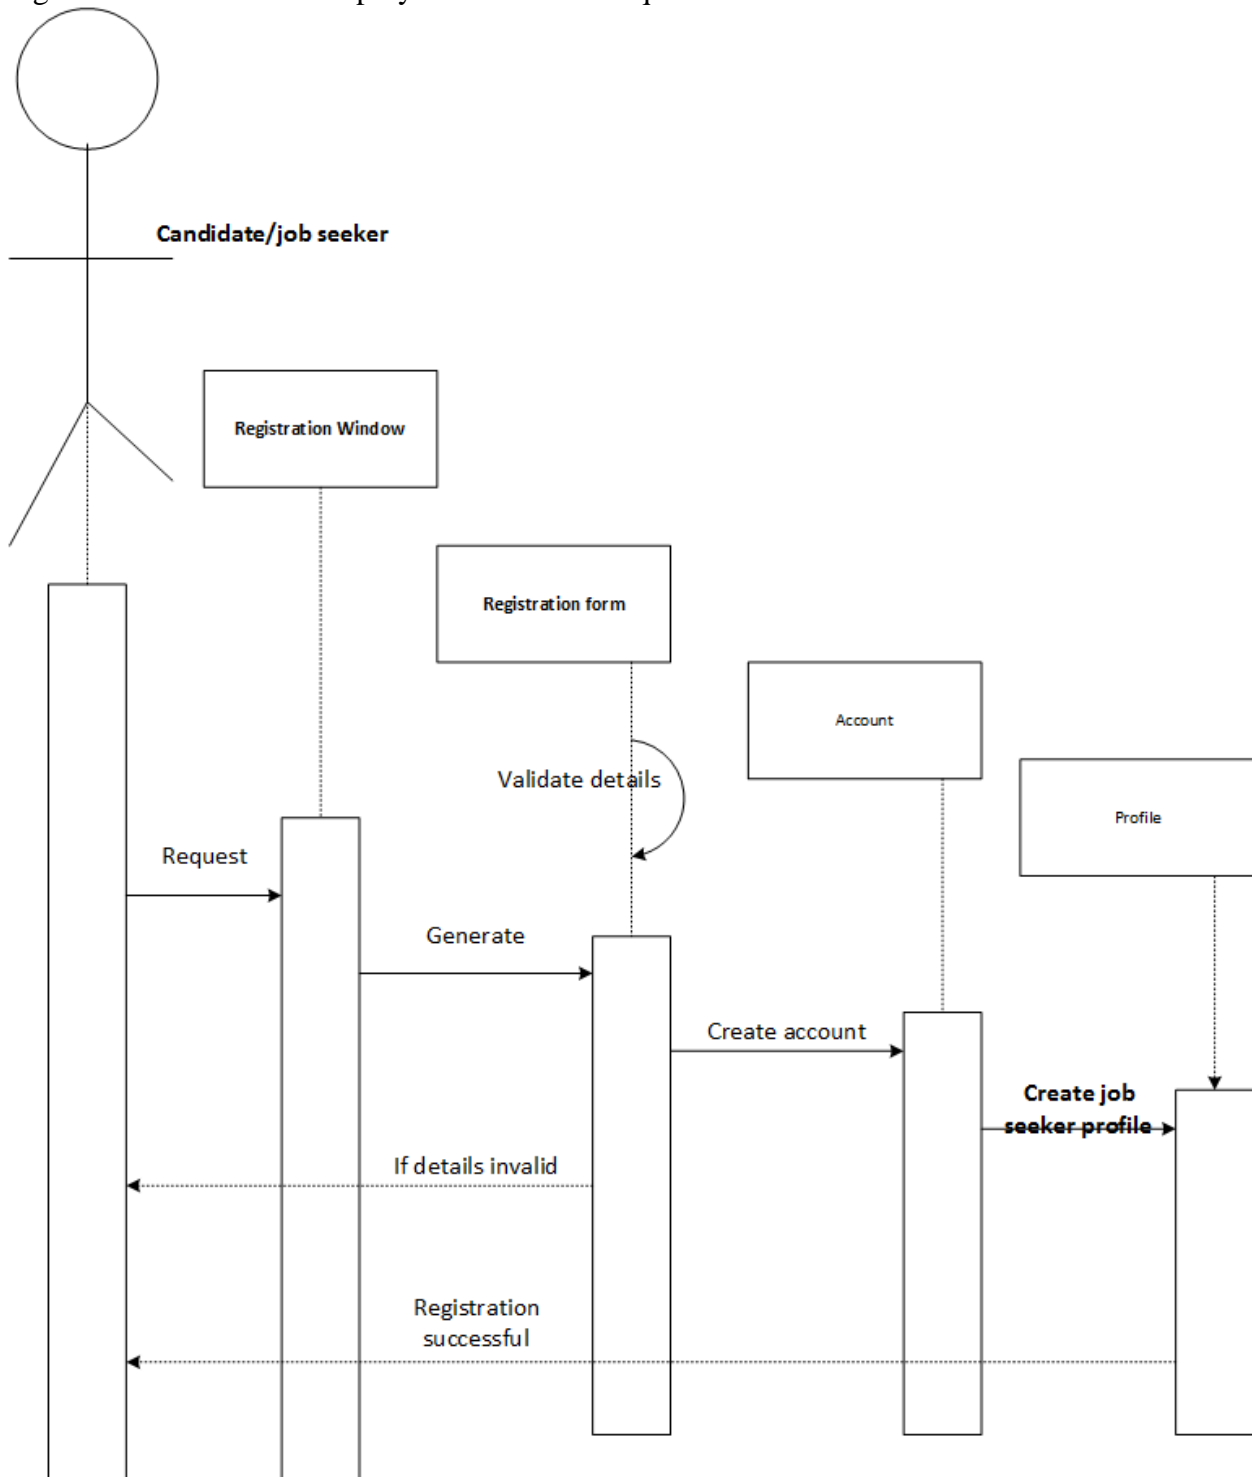 Candidate/job seeker
Registration Window
Registration form
Account
Validate details
Profile
Request
Generate
Create account
Create job
seeker profile
If details invalid
Registration
successful